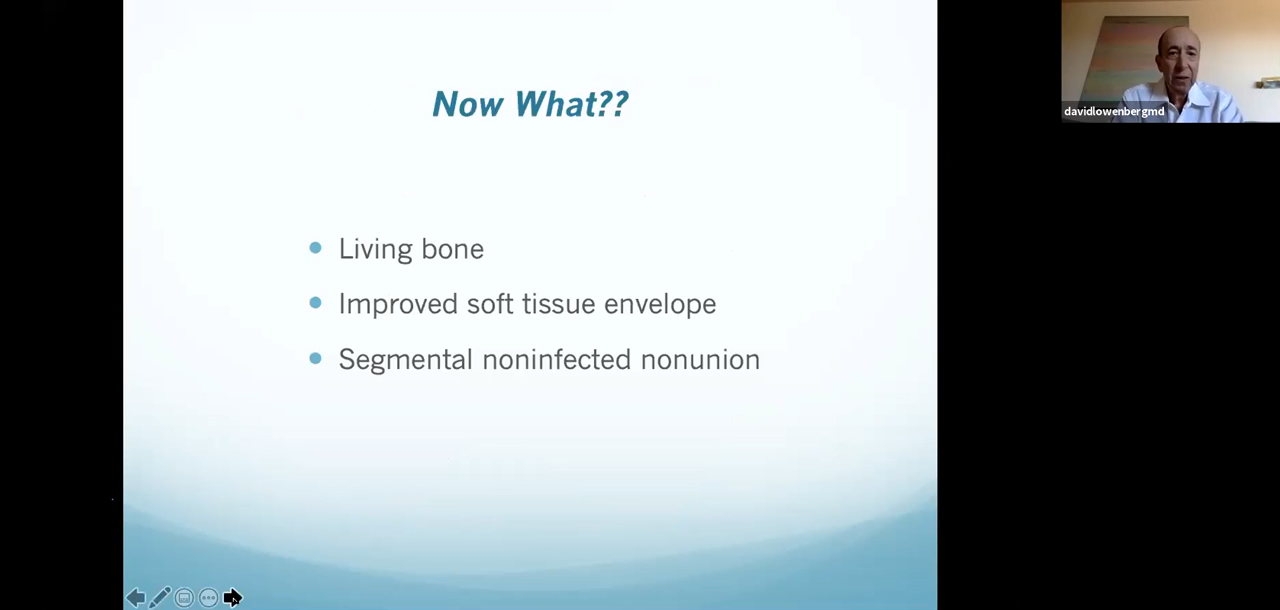 Now What??
davidlowenbergmd
Living bone
Improved soft tissue envelope
Segmental noninfected nonunion